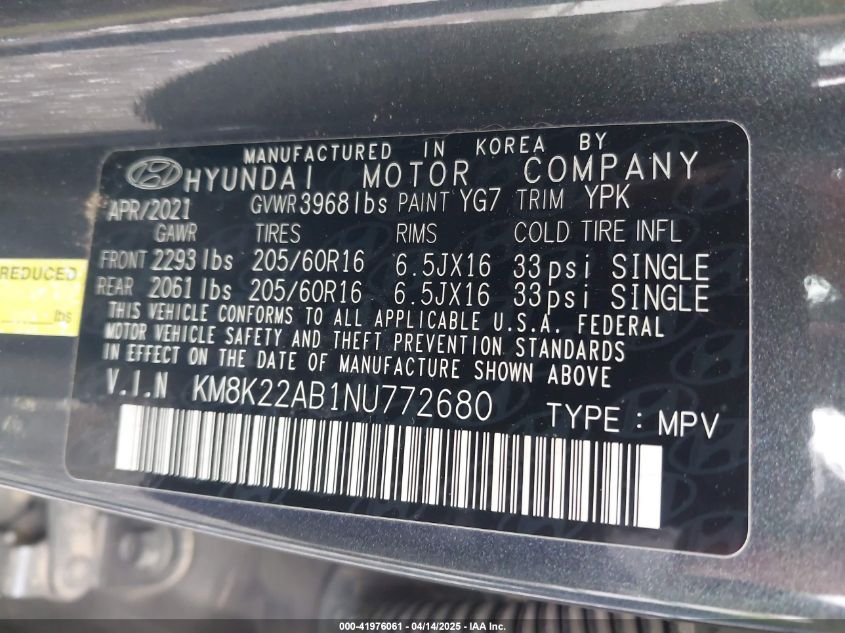 MANUFACTURED IN KOREA BY
HYUNDAI MOTOR COMPANY
APR/2021 GVWR 3968 lbs PAINT YG7 TRIM YPK
GAWR TIRES RIMS COLD TIRE INFL
FRONT 2293 lbs 205/60R16 6.5JX16 33psi SINGLE
REAR 2061 lbs 205/60R16 6.5JX16 33psi SINGLE
THIS VEHICLE CONFORMS TO ALL APPLICABLE U.S.A. FEDERAL
MOTOR VEHICLE SAFETY AND THEFT PREVENTION STANDARDS
IN EFFECT ON THE DATE OF MANUFACTURE SHOWN ABOVE
V.I.N KM8K22AB1NU772680 TYPE : MPV
REDUCED
lbs
000-41976061 - 04/14/2025 - IAAI.COM